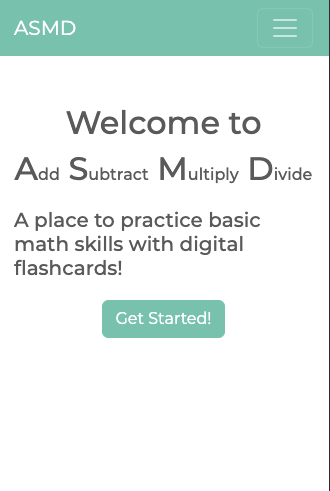 ASMD
Welcome to
Add Subtract Multiply Divide
A place to practice basic
math skills with digital
flashcards!
Get Started!